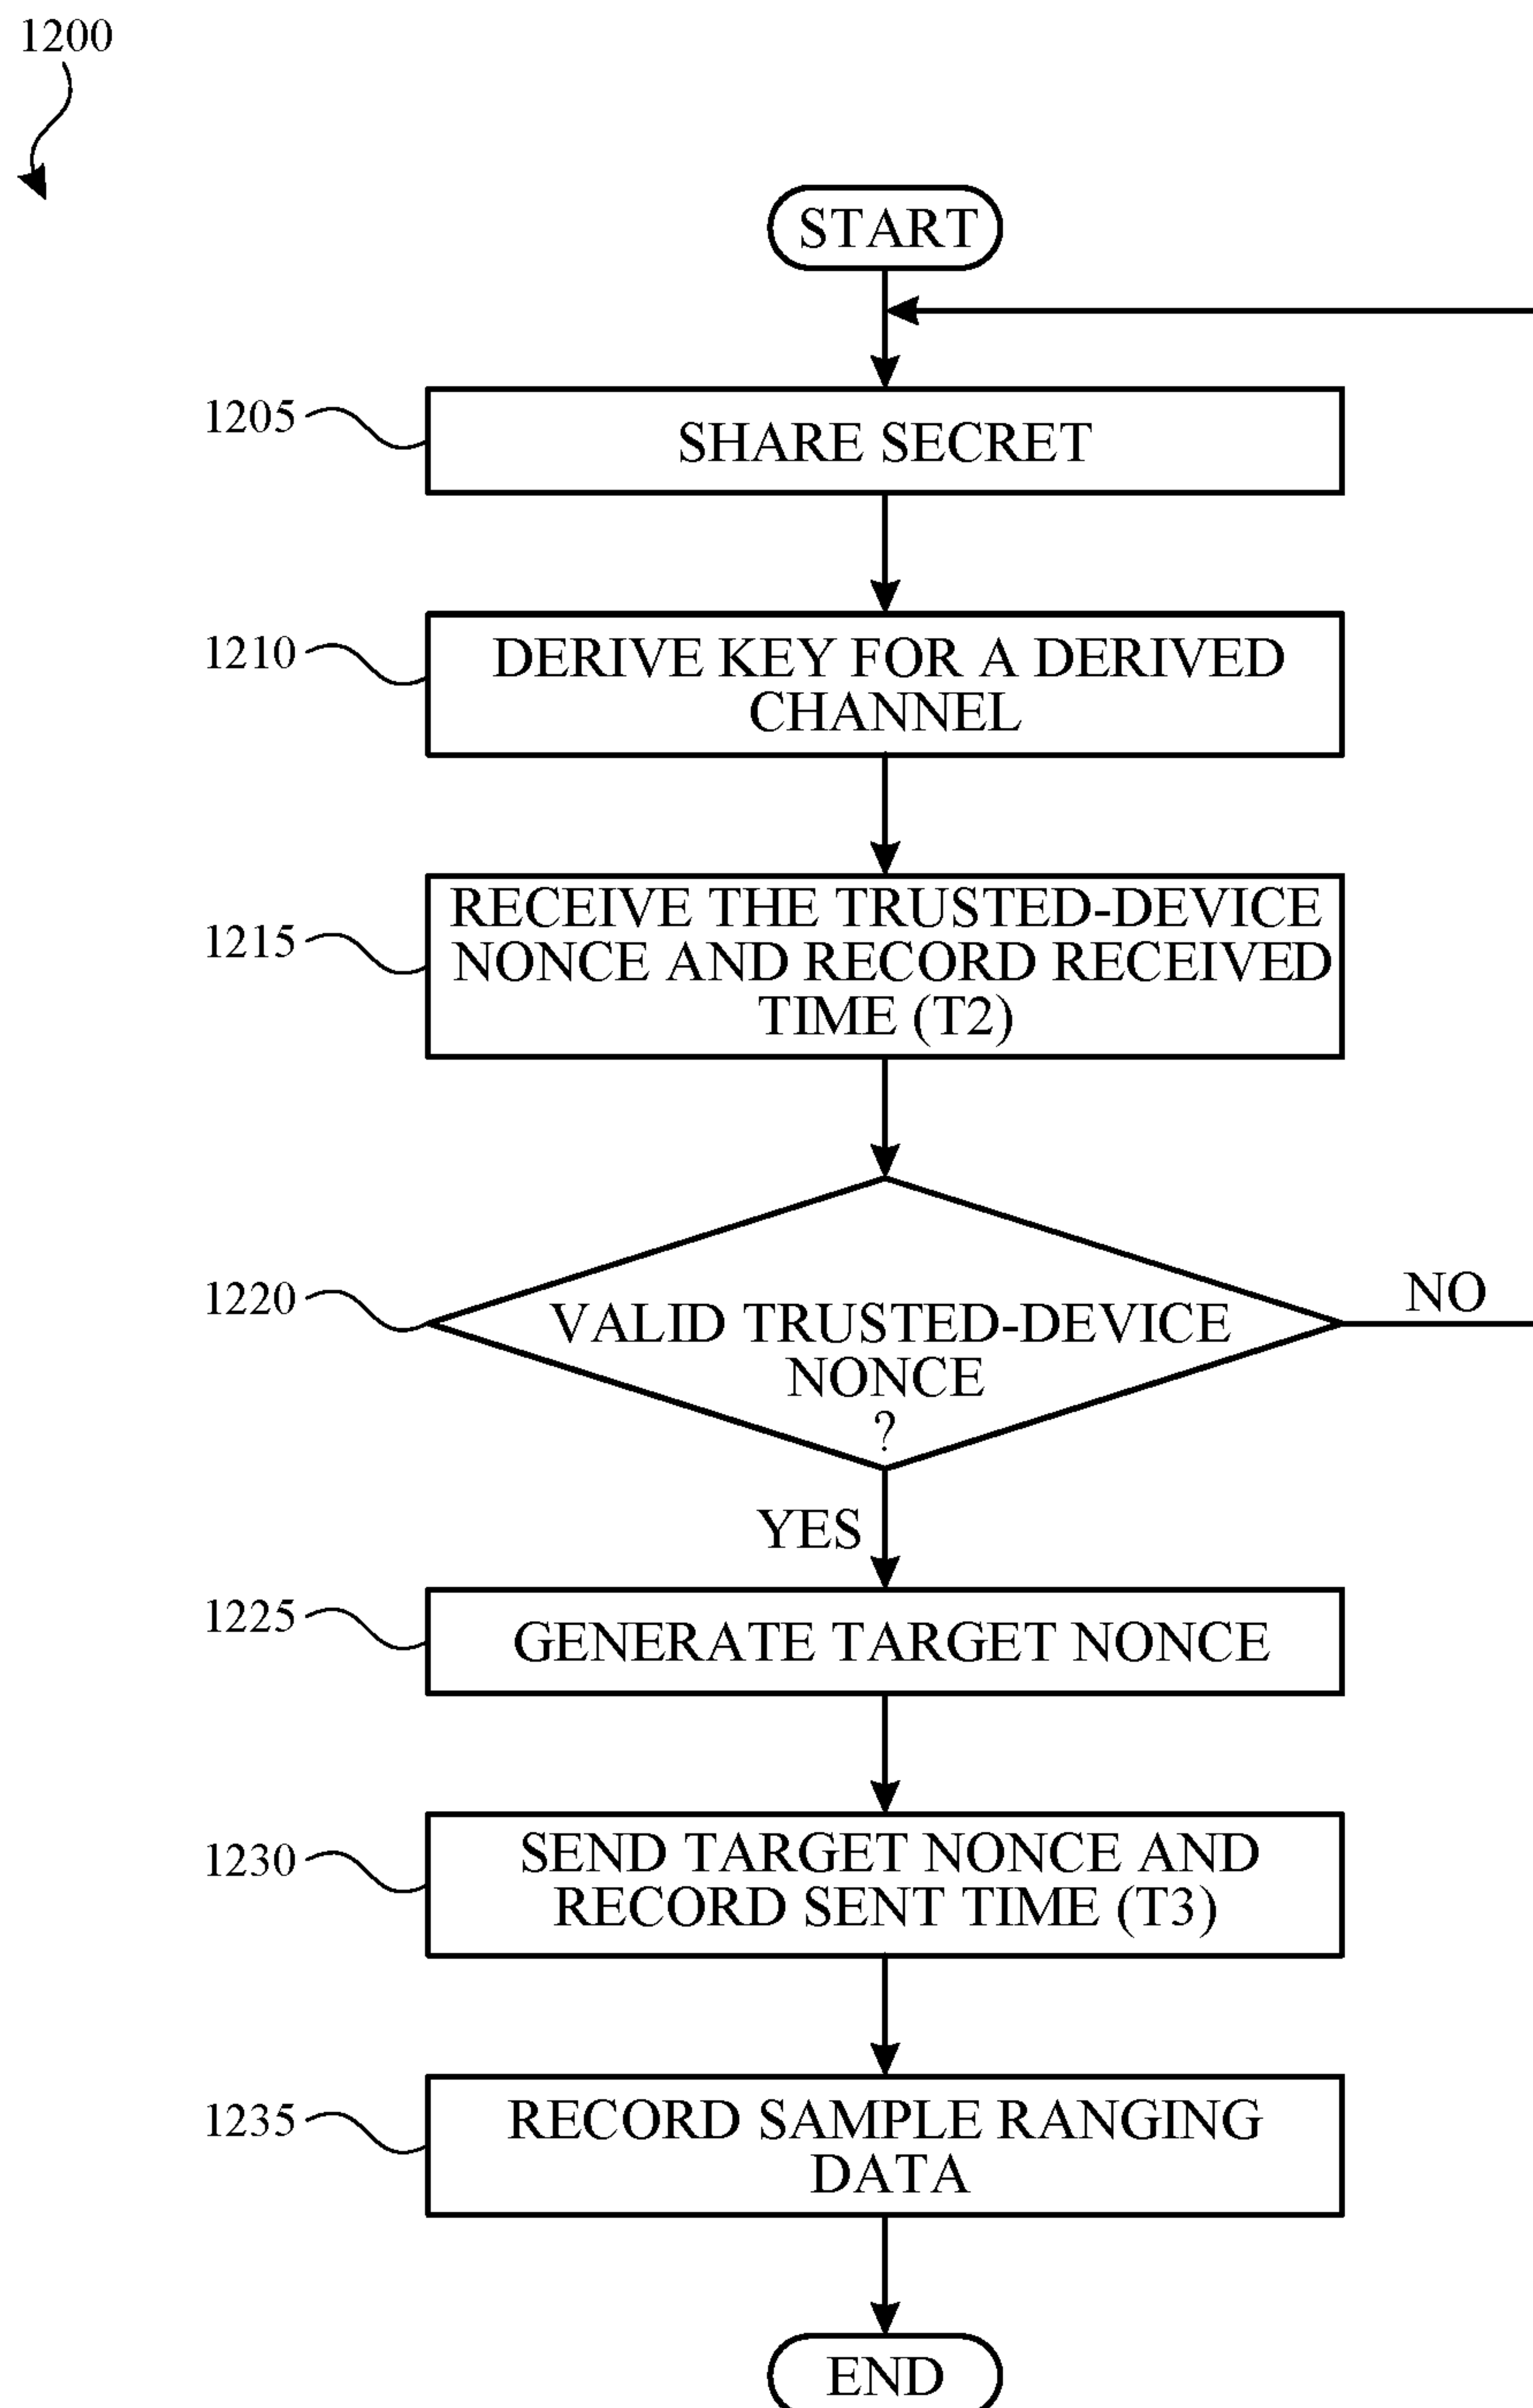 1200
START
1205
SHARE SECRET
1210
DERIVE KEY FOR A DERIVED
CHANNEL
1215
RECEIVE THE TRUSTED-DEVICE
NONCE AND RECORD RECEIVED
TIME (T2)
1220
VALID TRUSTED-DEVICE
NONCE
?
NO
YES
1225
GENERATE TARGET NONCE
1230
SEND TARGET NONCE AND
RECORD SENT TIME (T3)
1235
RECORD SAMPLE RANGING
DATA
END